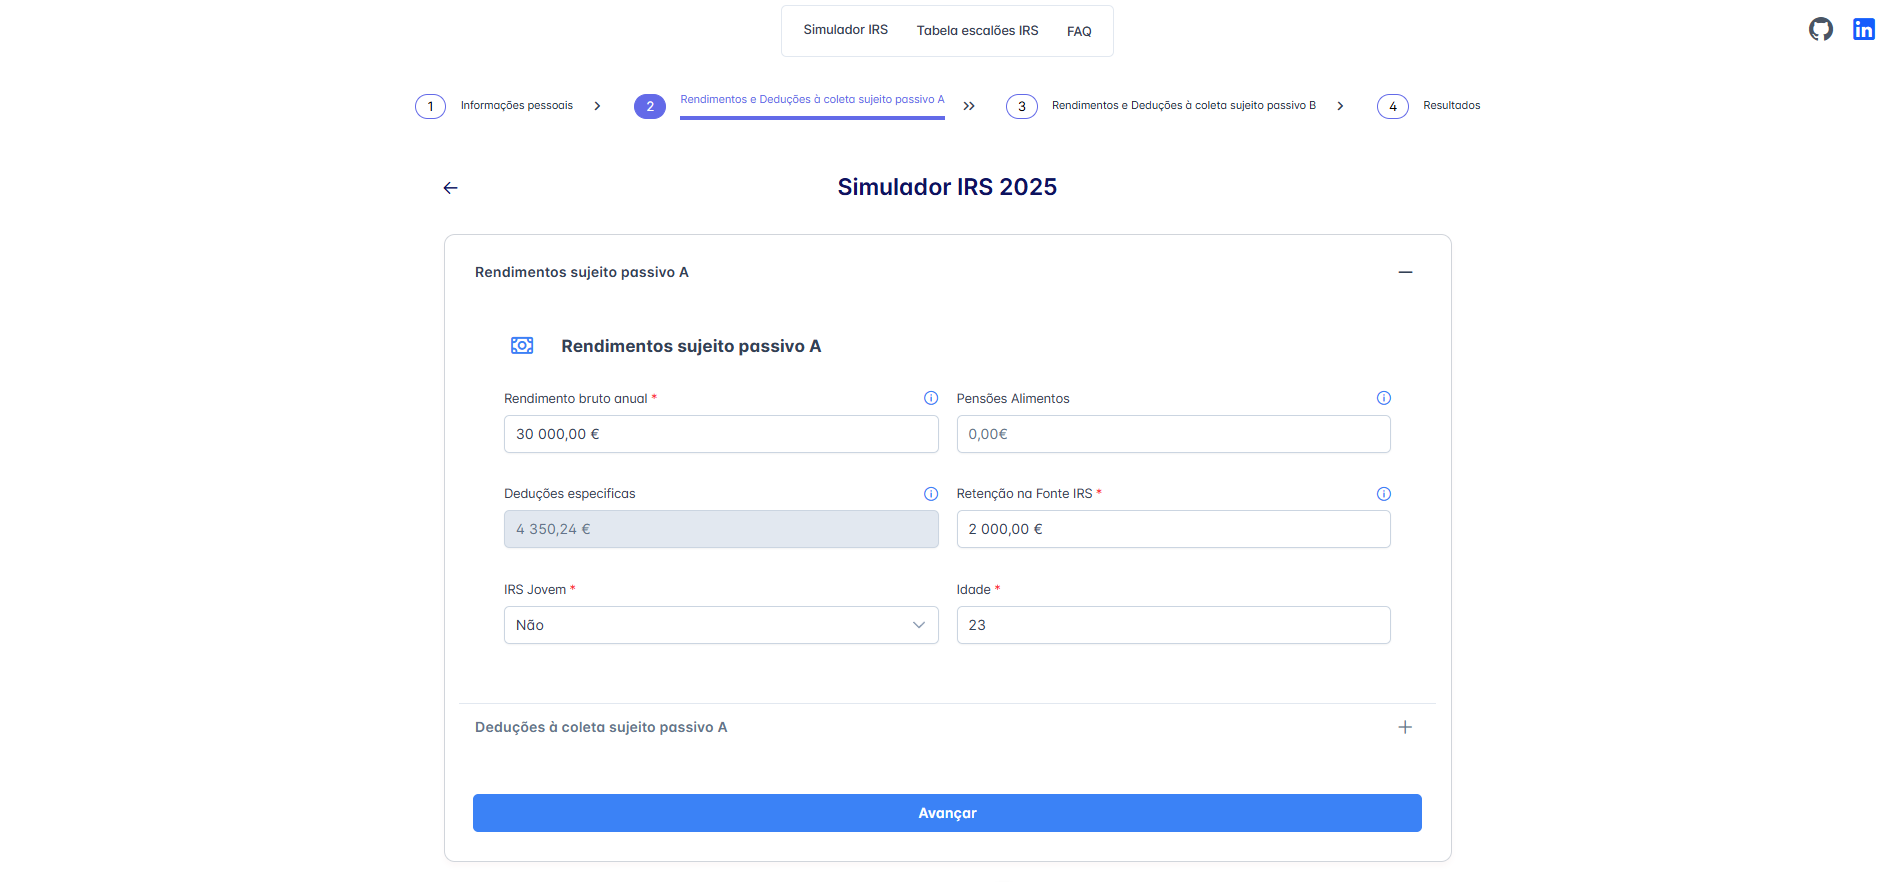 Simulador IRS
Tabela escalões IRS
FAQ
1 Informações pessoais
2 Rendimentos e Deduções à coleta sujeito passivo A
3 Rendimentos e Deduções à coleta sujeito passivo B
4 Resultados
Simulador IRS 2025
Rendimentos sujeito passivo A
Rendimentos sujeito passivo A
Rendimento bruto anual *
30 000,00 €
Pensões Alimentos
0,00€
Deduções especificas
4 350,24 €
Retenção na Fonte IRS *
2 000,00 €
IRS Jovem *
Não
Idade *
23
Deduções à coleta sujeito passivo A
Avançar